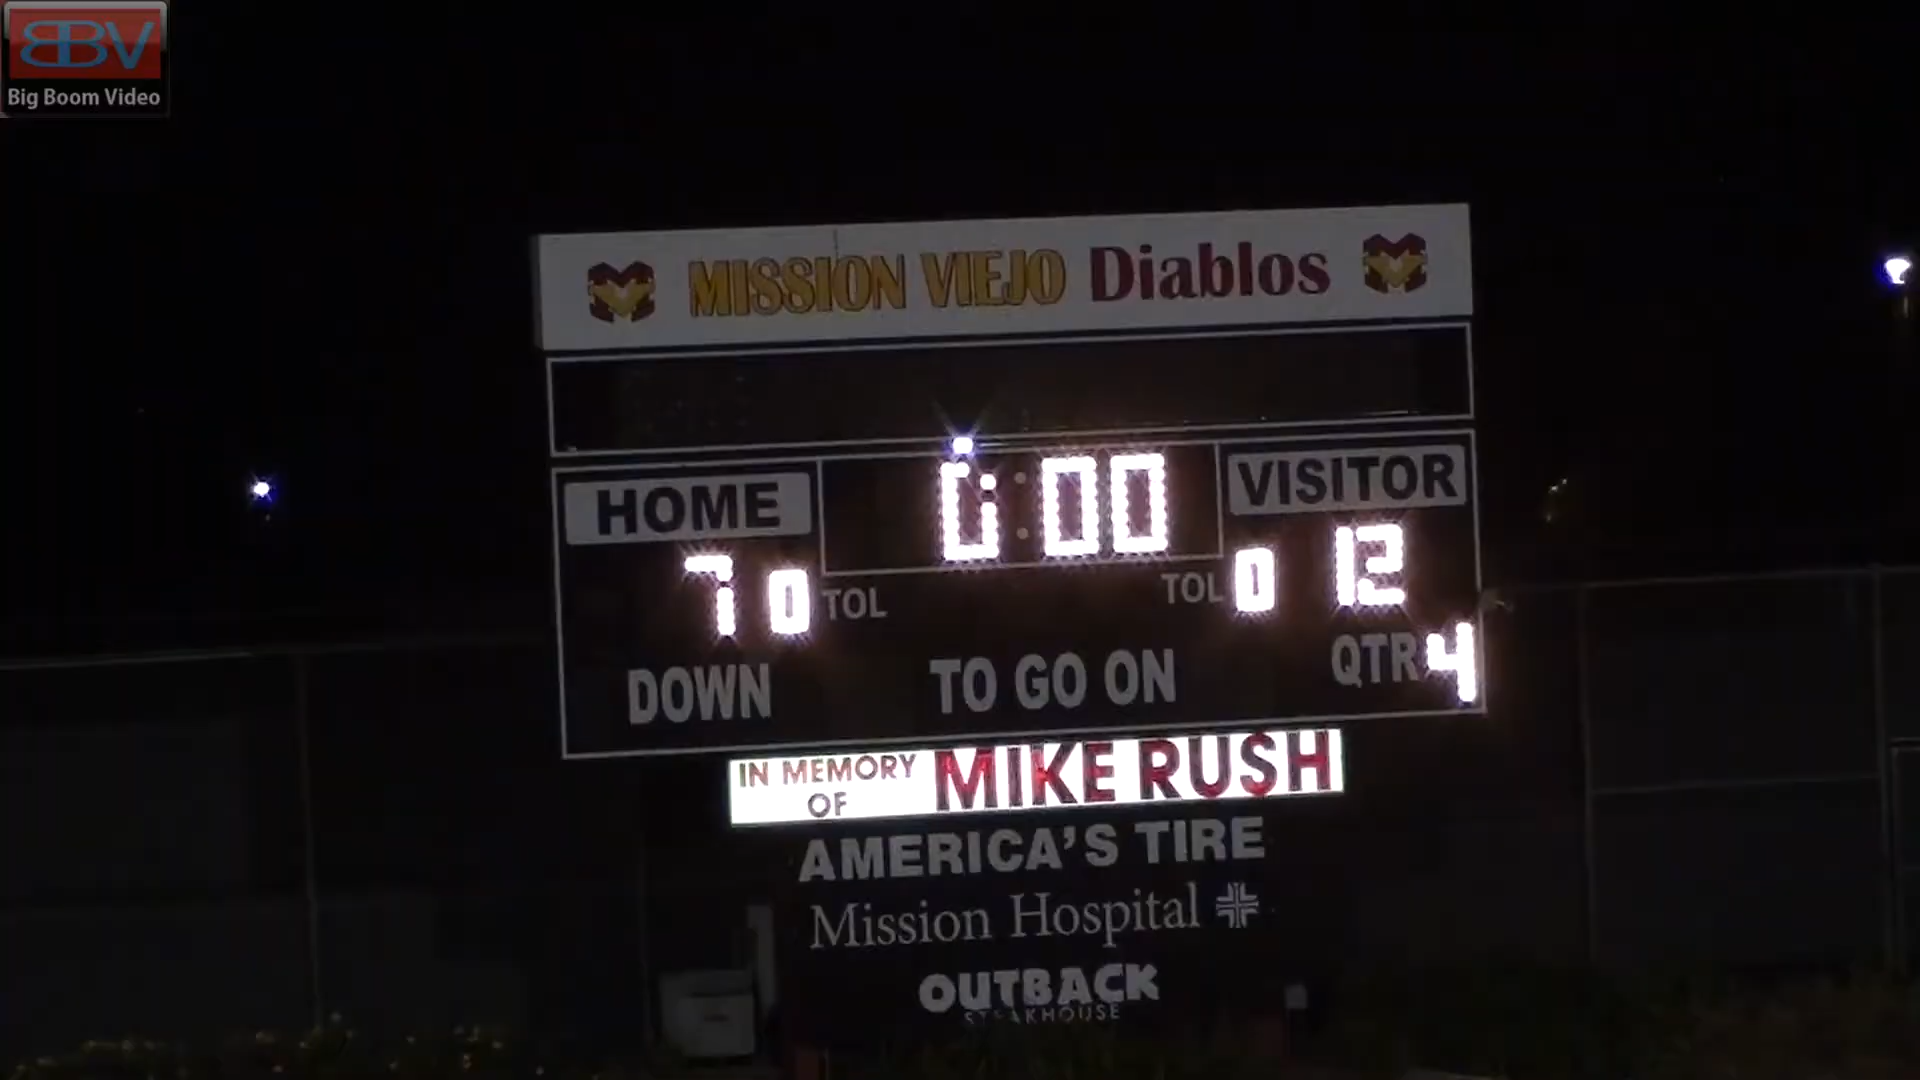 BBV
Big Boom Video
MISSION VIEJO Diablos
HOME 0:00 VISITOR
7 0 TOL TOL 0 12
DOWN TO GO ON QTR 4
IN MEMORY OF MIKE RUSH
AMERICA'S TIRE
Mission Hospital
OUTBACK
STEAKHOUSE